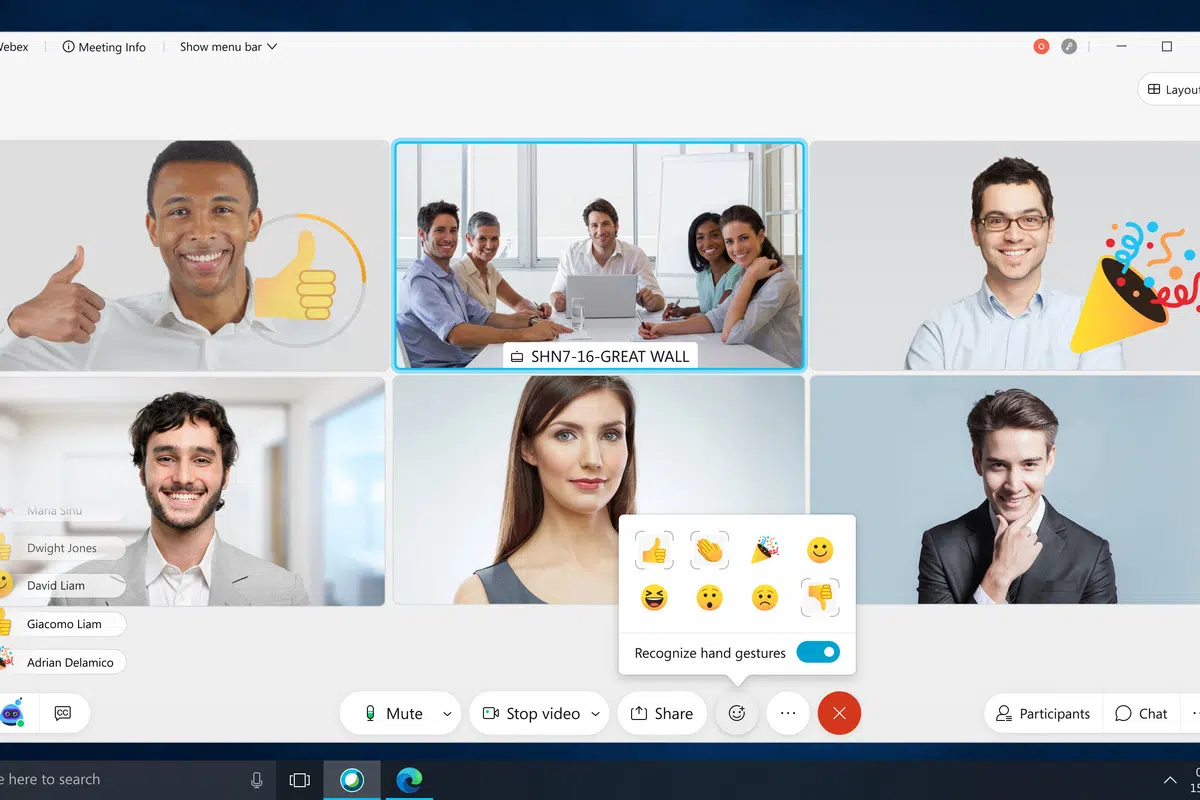 Webex
Meeting Info
Show menu bar
Layout
SHN7-16-GREAT WALL
Maria Sinu
Dwight Jones
David Liam
Giacomo Liam
Adrian Delamico
Recognize hand gestures
CC
Mute
Stop video
Share
Participants
Chat
e here to search